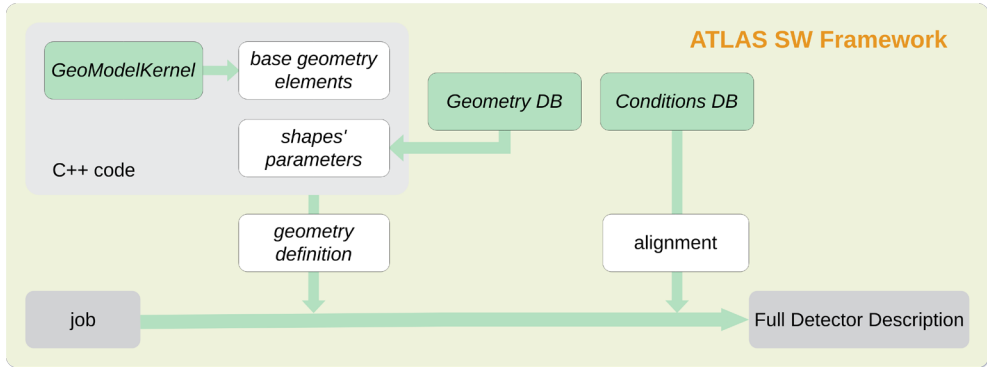 ATLAS SW Framework
GeoModelKernel
base geometry
elements
Geometry DB
Conditions DB
shapes'
parameters
C++ code
geometry
definition
alignment
job
Full Detector Description